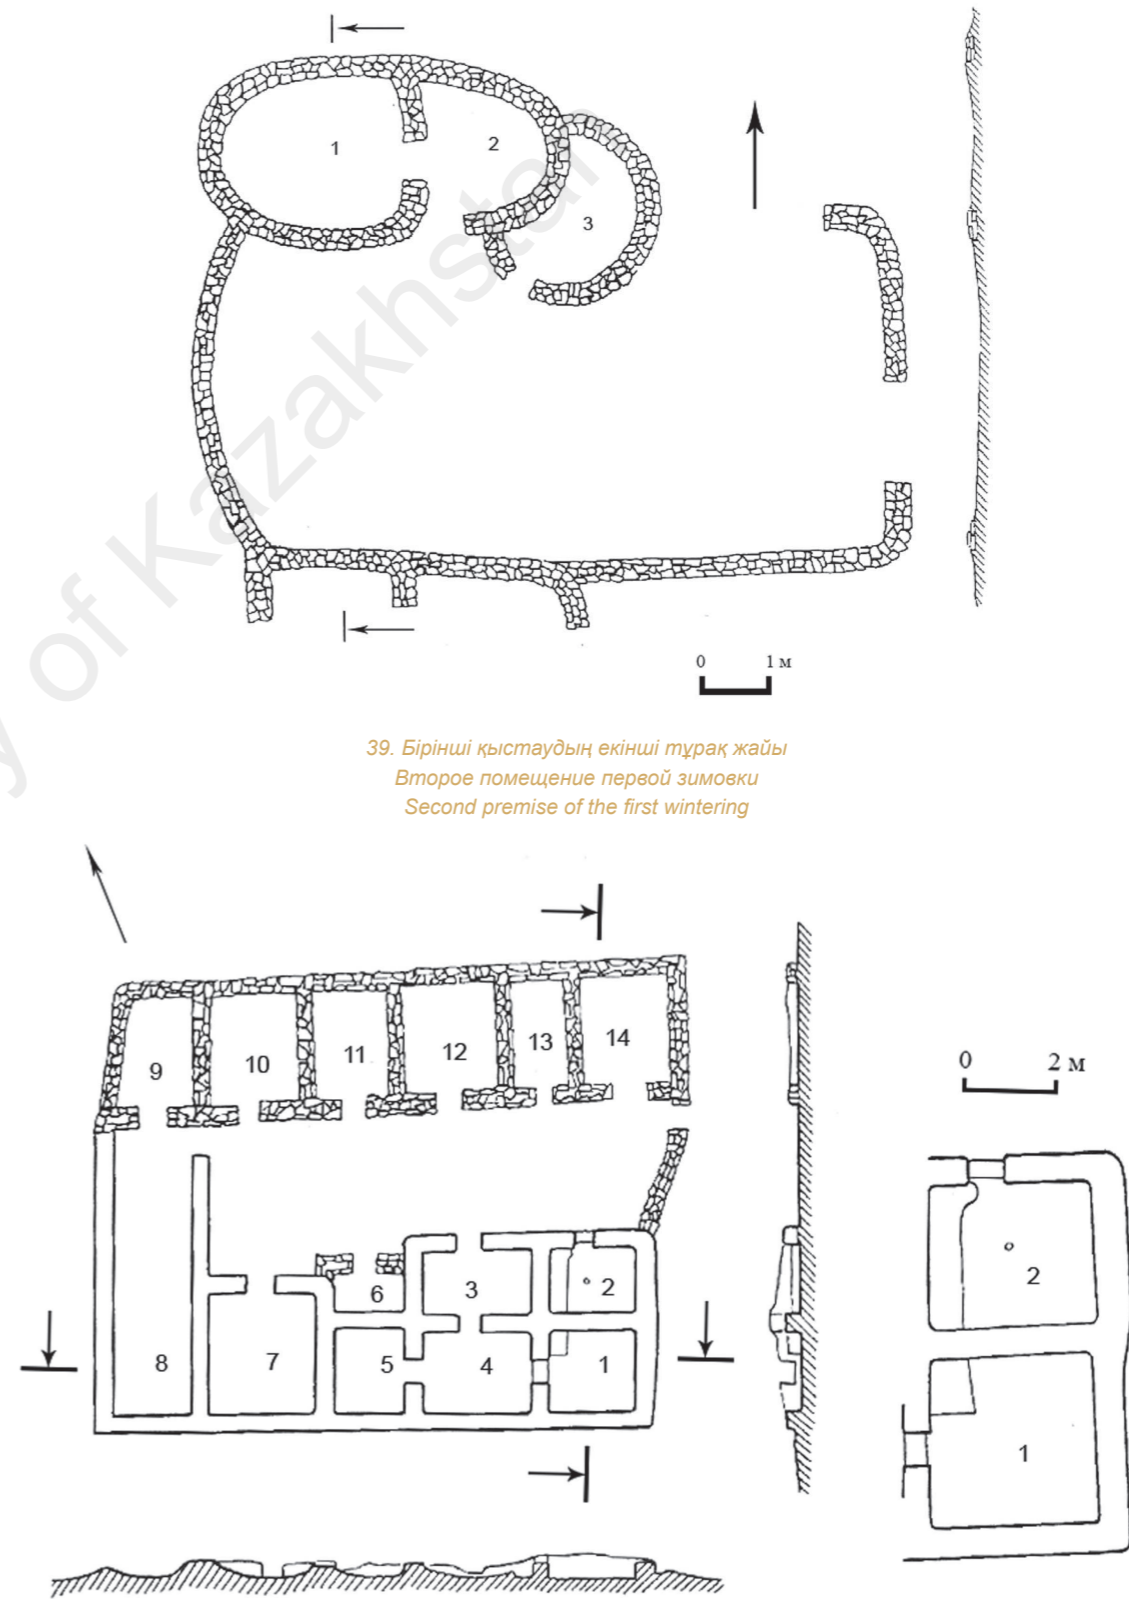 1
2
3
0 1 м
39. Бірінші қыстаудың екінші тұрақ жайы
Второе помещение первой зимовки
Second premise of the first wintering
9 10 11 12 13 14
0 2 м
6 3 2
8 7 5 4 1
2
1
of Kazakhstan